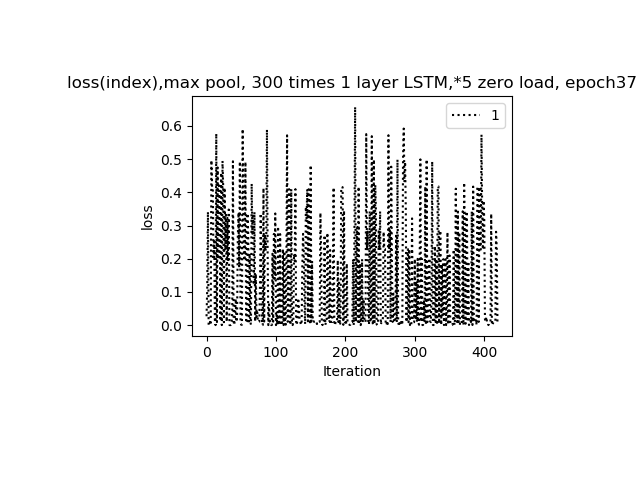 loss(index),max pool, 300 times 1 layer LSTM,*5 zero load, epoch37
1
0.6
0.5
0.4
0.3
0.2
0.1
0.0
loss
0 100 200 300 400
Iteration